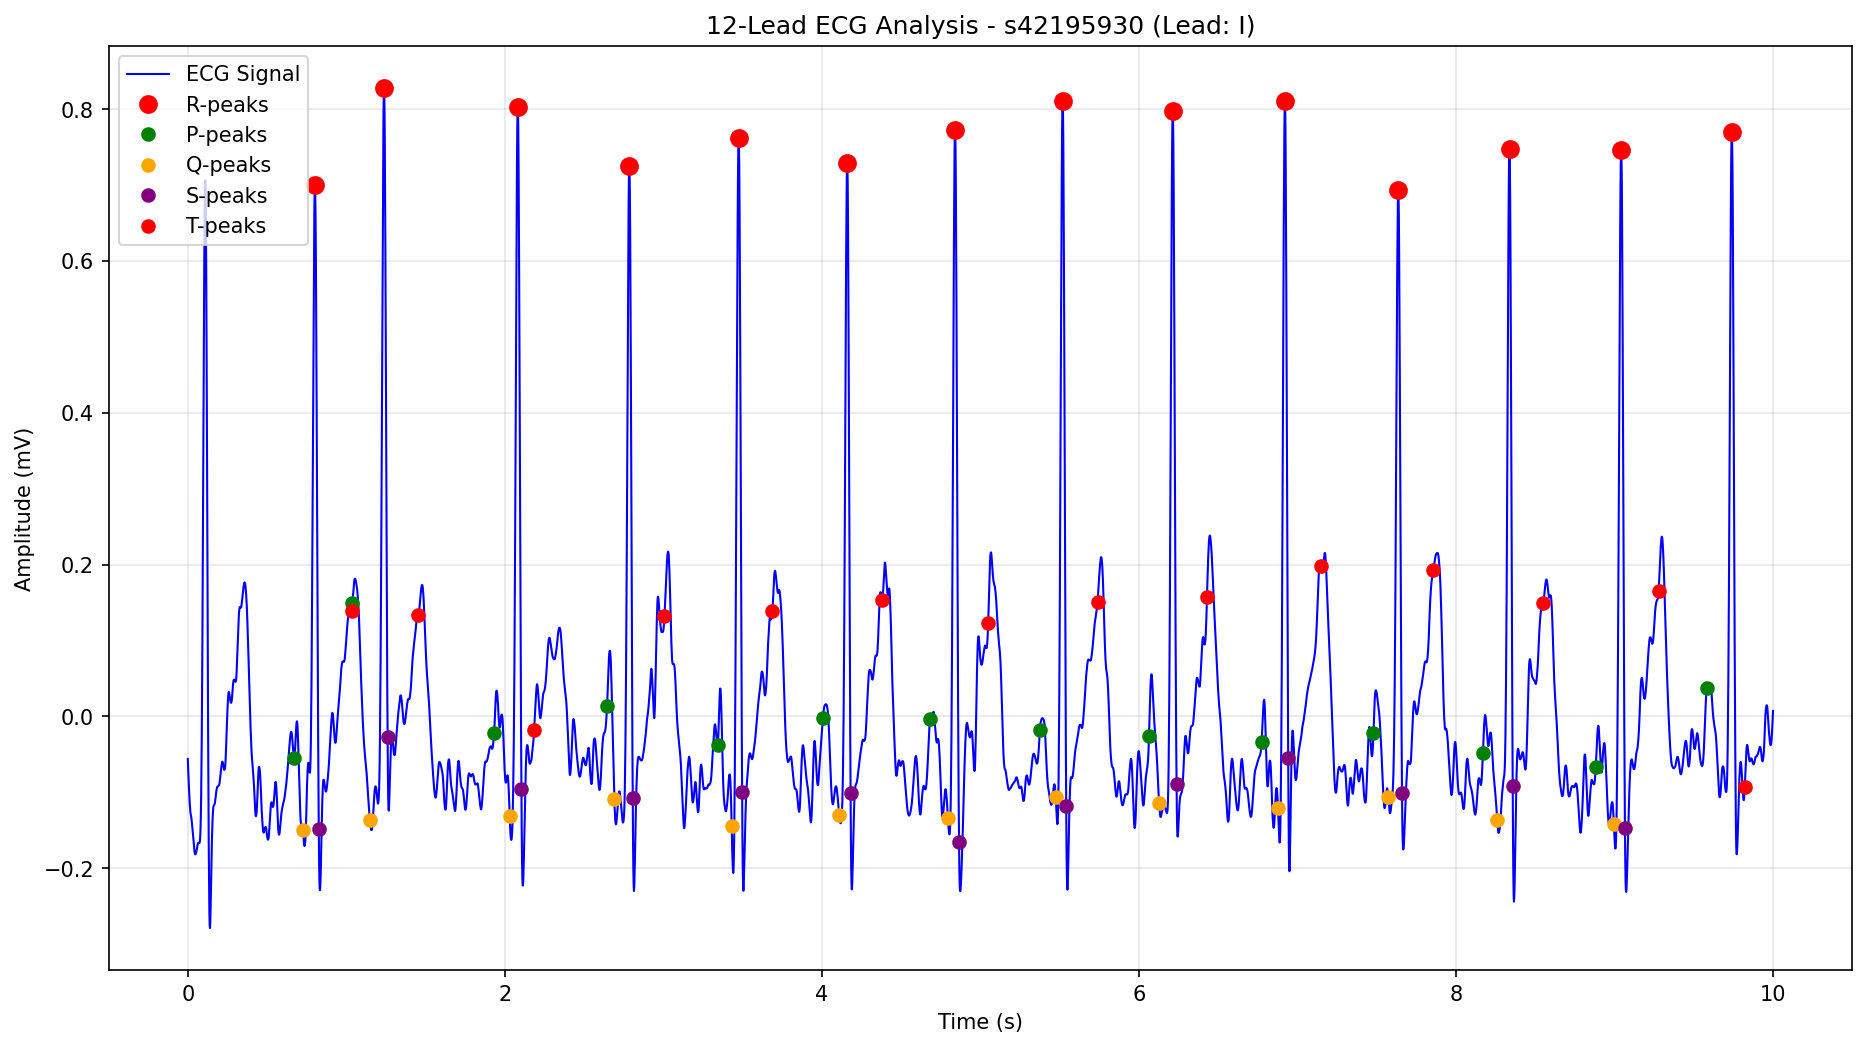 12-Lead ECG Analysis - s42195930 (Lead: I)
ECG Signal
R-peaks
P-peaks
Q-peaks
S-peaks
T-peaks
Amplitude (mV)
0.8
0.6
0.4
0.2
0.0
−0.2
0 2 4 6 8 10
Time (s)